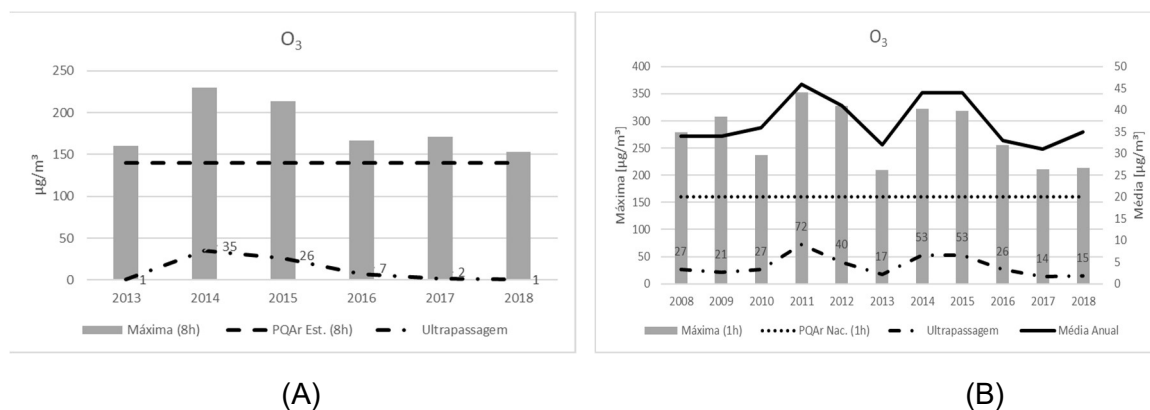 O3
250
200
150
100
50
0
µg/m³
1
35
26
7
2
1
2013 2014 2015 2016 2017 2018
Máxima (8h) PQAr Est. (8h) Ultrapassagem
(A)
O3
400
350
300
250
200
150
100
50
0
Máxima [µg/m³]
50
45
40
35
30
25
20
15
10
5
0
Média [µg/m³]
27 21 27 72 40 17 53 53 26 14 15
2008 2009 2010 2011 2012 2013 2014 2015 2016 2017 2018
Máxima (1h) PQAr Nac. (1h) Ultrapassagem Média Anual
(B)